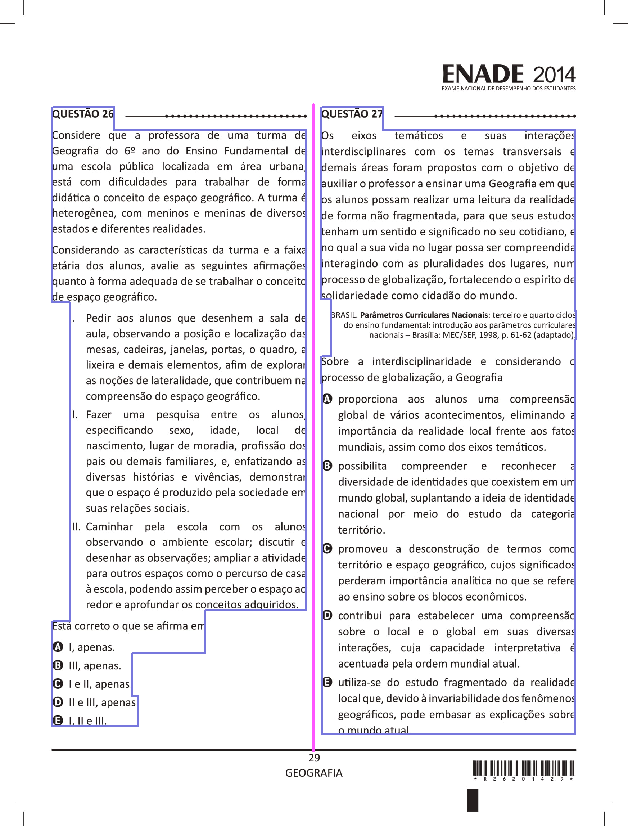 ENADE 2014
EXAME NACIONAL DE DESEMPENHO DOS ESTUDANTES
QUESTÃO 26
Considere que a professora de uma turma de
Geografia do 6º ano do Ensino Fundamental de
uma escola pública localizada em área urbana,
está com dificuldades para trabalhar de forma
didática o conceito de espaço geográfico. A turma é
heterogênea, com meninos e meninas de diversos
estados e diferentes realidades.
Considerando as características da turma e a faixa
etária dos alunos, avalie as seguintes afirmações
quanto à forma adequada de se trabalhar o conceito
de espaço geográfico.
I. Pedir aos alunos que desenhem a sala de
aula, observando a posição e localização das
mesas, cadeiras, janelas, portas, o quadro, a
lixeira e demais elementos, afim de explorar
as noções de lateralidade, que contribuem na
compreensão do espaço geográfico.
II. Fazer uma pesquisa entre os alunos,
especificando sexo, idade, local de
nascimento, lugar de moradia, profissão dos
pais ou demais familiares, e, enfatizando as
diversas histórias e vivências, demonstrar
que o espaço é produzido pela sociedade em
suas relações sociais.
III. Caminhar pela escola com os alunos
observando o ambiente escolar; discutir e
desenhar as observações; ampliar a atividade
para outros espaços como o percurso de casa
à escola, podendo assim perceber o espaço ao
redor e aprofundar os conceitos adquiridos.
Está correto o que se afirma em
A I, apenas.
B III, apenas.
C I e II, apenas
D II e III, apenas
E I, II e III.
QUESTÃO 27
Os eixos temáticos e suas interações
interdisciplinares com os temas transversais e
demais áreas foram propostos com o objetivo de
auxiliar o professor a ensinar uma Geografia em que
os alunos possam realizar uma leitura da realidade
de forma não fragmentada, para que seus estudos
tenham um sentido e significado no seu cotidiano, e
no qual a sua vida no lugar possa ser compreendida
interagindo com as pluralidades dos lugares, num
processo de globalização, fortalecendo o espírito de
solidariedade como cidadão do mundo.
BRASIL. Parâmetros Curriculares Nacionais: terceiro e quarto ciclos
do ensino fundamental: introdução aos parâmetros curriculares
nacionais – Brasília: MEC/SEF, 1998, p. 61-62 (adaptado).
Sobre a interdisciplinaridade e considerando o
processo de globalização, a Geografia
A proporciona aos alunos uma compreensão
global de vários acontecimentos, eliminando a
importância da realidade local frente aos fatos
mundiais, assim como dos eixos temáticos.
B possibilita compreender e reconhecer a
diversidade de identidades que coexistem em um
mundo global, suplantando a ideia de identidade
nacional por meio do estudo da categoria
território.
C promoveu a desconstrução de termos como
território e espaço geográfico, cujos significados
perderam importância analítica no que se refere
ao ensino sobre os blocos econômicos.
D contribui para estabelecer uma compreensão
sobre o local e o global em suas diversas
interações, cuja capacidade interpretativa é
acentuada pela ordem mundial atual.
E utiliza-se do estudo fragmentado da realidade
local que, devido à invariabilidade dos fenômenos
geográficos, pode embasar as explicações sobre
o mundo atual
29
GEOGRAFIA